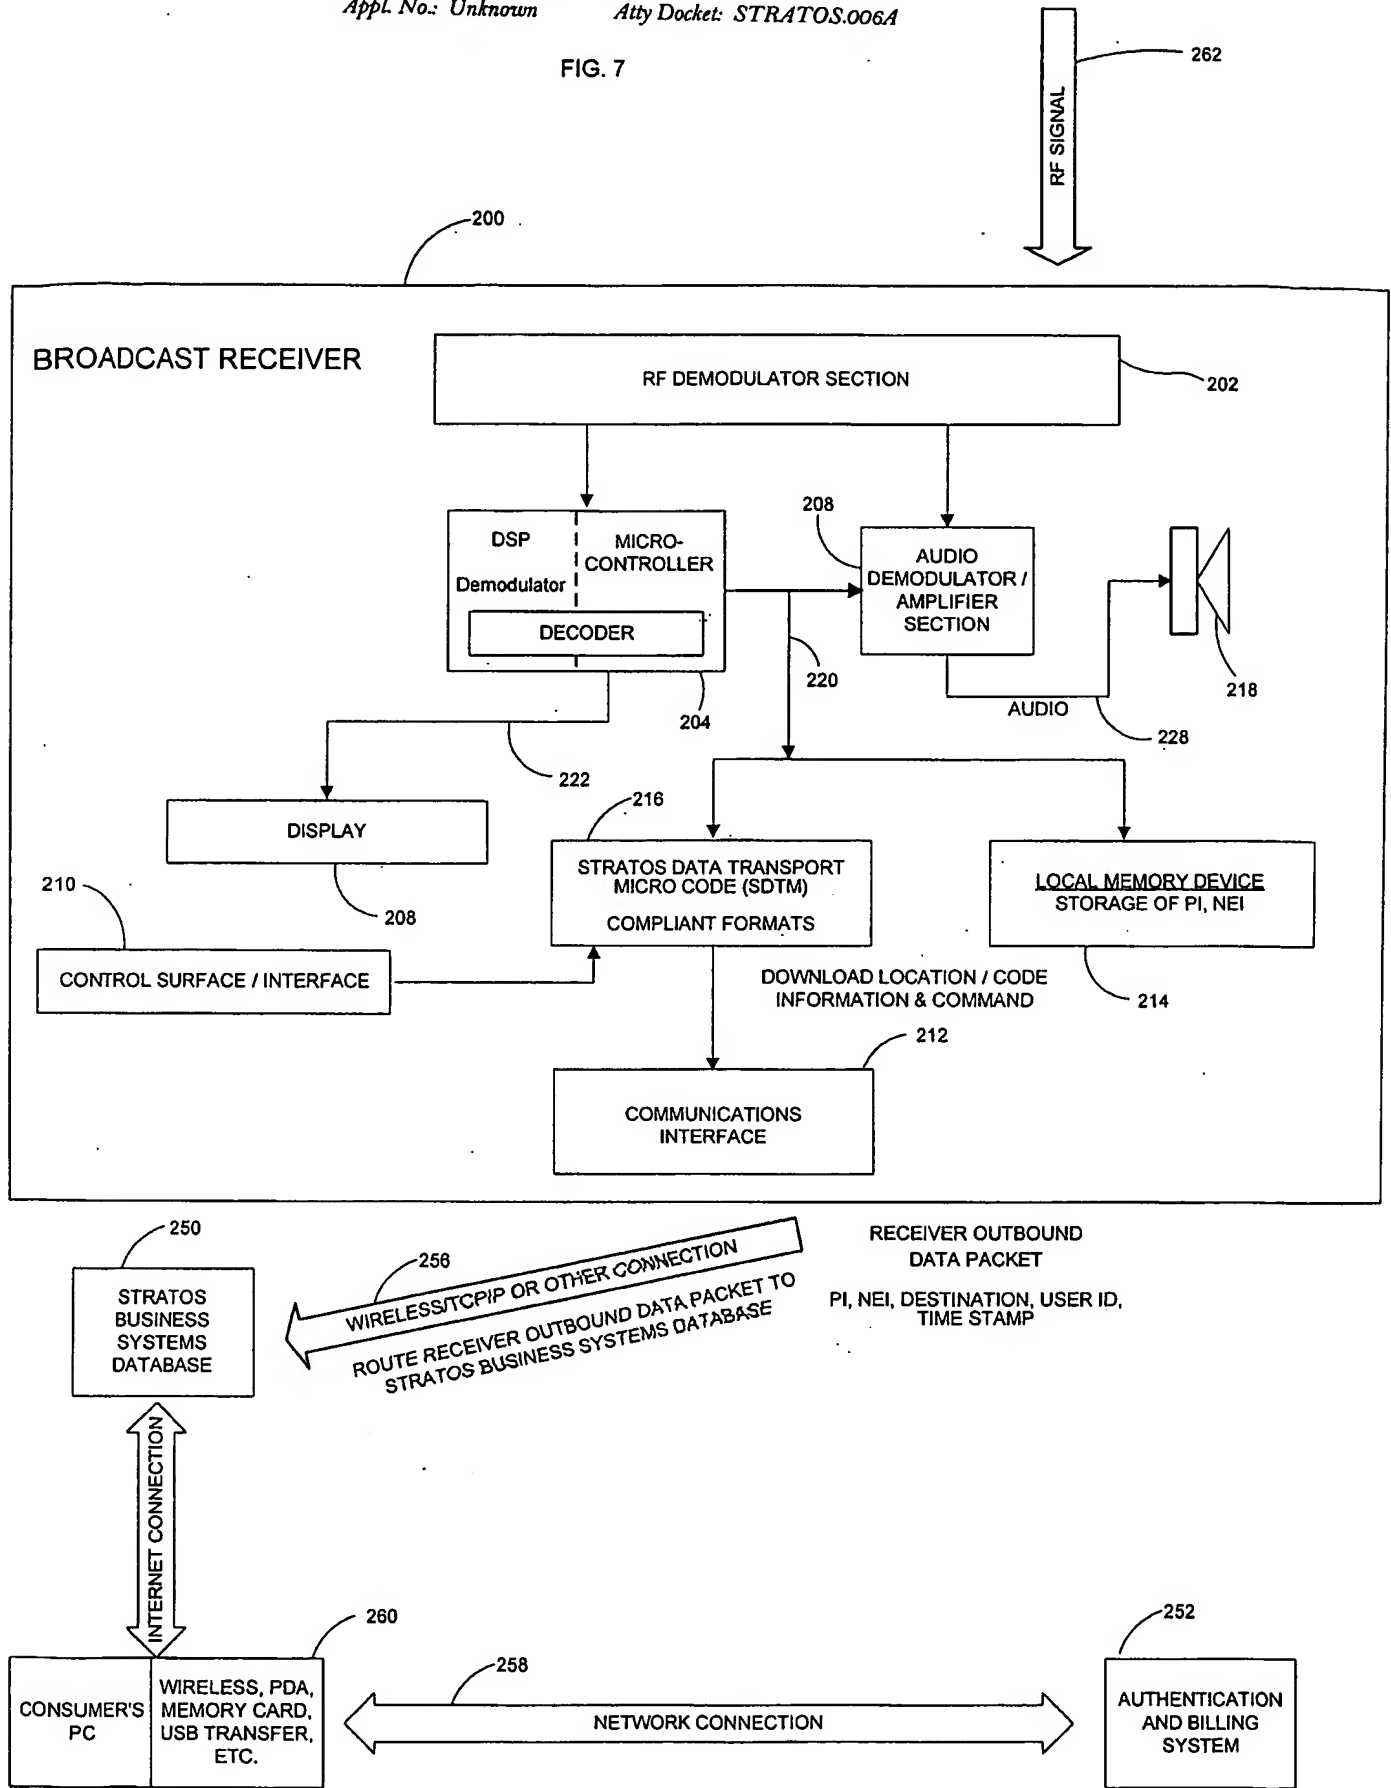 Appl. No.: Unknown Atty Docket: STRATOS.006A
FIG. 7
262
RF SIGNAL
200
BROADCAST RECEIVER
RF DEMODULATOR SECTION
202
DSP
Demodulator
MICRO-
CONTROLLER
DECODER
204
208
AUDIO
DEMODULATOR /
AMPLIFIER
SECTION
218
220
AUDIO
228
222
DISPLAY
208
216
STRATOS DATA TRANSPORT
MICRO CODE (SDTM)
COMPLIANT FORMATS
LOCAL MEMORY DEVICE
STORAGE OF PI, NEI
214
210
CONTROL SURFACE / INTERFACE
DOWNLOAD LOCATION / CODE
INFORMATION & COMMAND
212
COMMUNICATIONS
INTERFACE
250
STRATOS
BUSINESS
SYSTEMS
DATABASE
256
WIRELESS/TCP/IP OR OTHER CONNECTION
ROUTE RECEIVER OUTBOUND DATA PACKET TO
STRATOS BUSINESS SYSTEMS DATABASE
RECEIVER OUTBOUND
DATA PACKET
PI, NEI, DESTINATION, USER ID,
TIME STAMP
INTERNET CONNECTION
260
CONSUMER'S
PC
WIRELESS, PDA,
MEMORY CARD,
USB TRANSFER,
ETC.
258
NETWORK CONNECTION
252
AUTHENTICATION
AND BILLING
SYSTEM